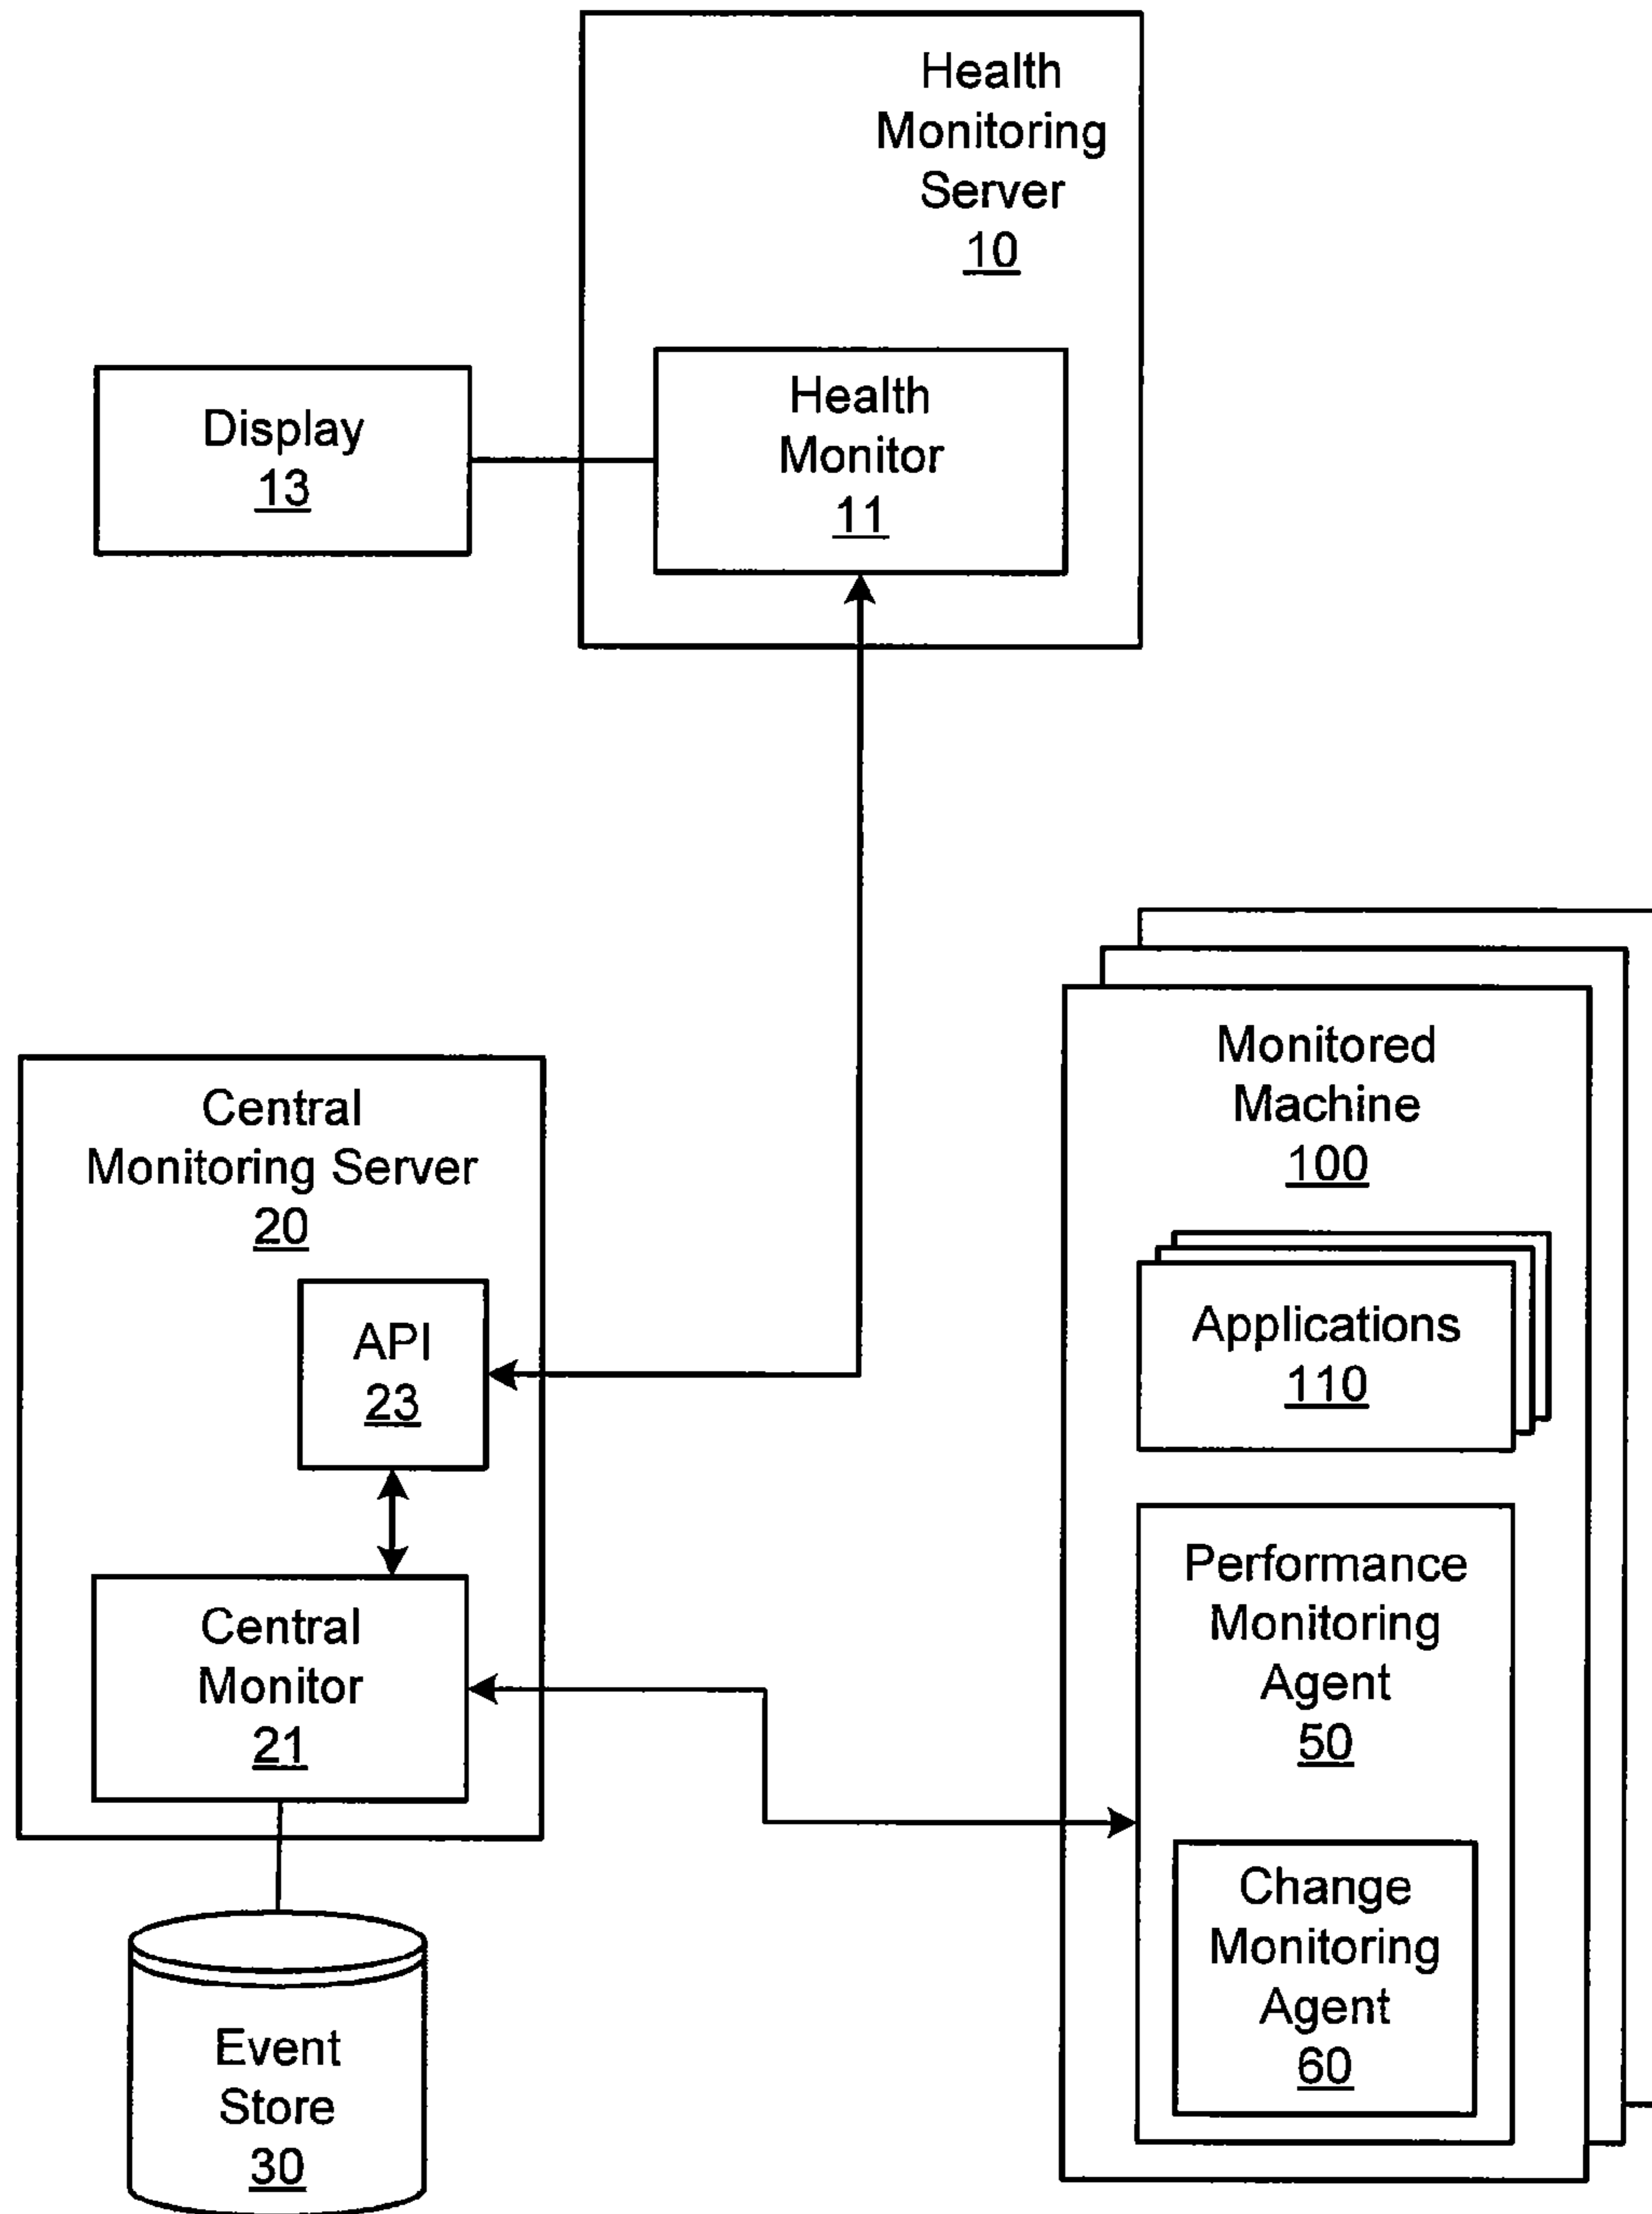 Health
Monitoring
Server
10
Display
13
Health
Monitor
11
Central
Monitoring Server
20
API
23
Central
Monitor
21
Event
Store
30
Monitored
Machine
100
Applications
110
Performance
Monitoring
Agent
50
Change
Monitoring
Agent
60